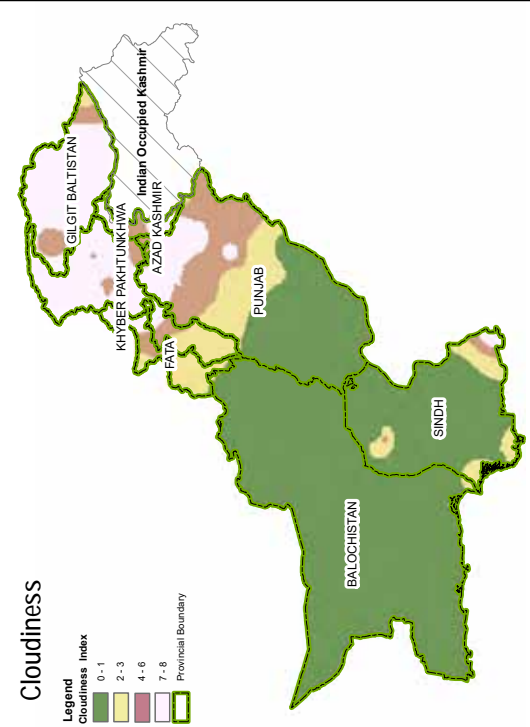 Cloudiness
Legend
Cloudiness Index
0 - 1
2 - 3
4 - 6
7 - 8
Provincial Boundary
GILGIT BALTISTAN
KHYBER PAKHTUNKHWA
Indian Occupied Kashmir
AZAD KASHMIR
FATA
PUNJAB
SINDH
BALOCHISTAN